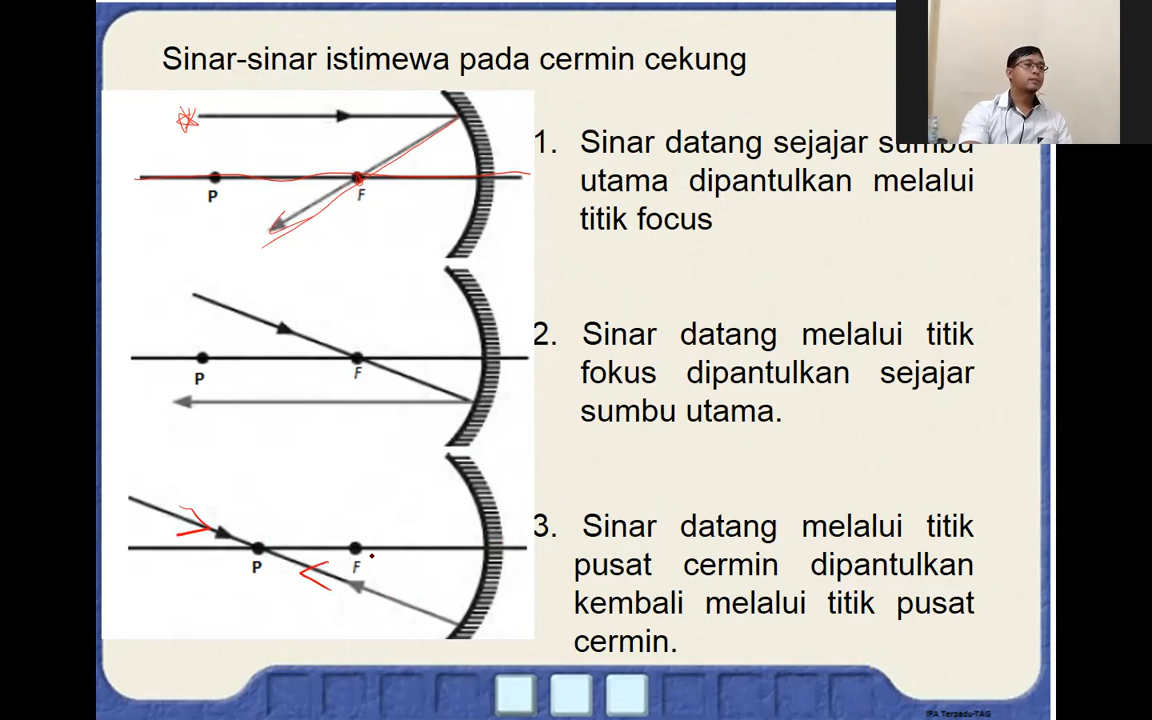 Sinar-sinar istimewa pada cermin cekung
P
F
1. Sinar datang sejajar sumbu
utama dipantulkan melalui
titik focus
P
F
2. Sinar datang melalui titik
fokus dipantulkan sejajar
sumbu utama.
P
F
3. Sinar datang melalui titik
pusat cermin dipantulkan
kembali melalui titik pusat
cermin.
IPA Terpadu-TAG